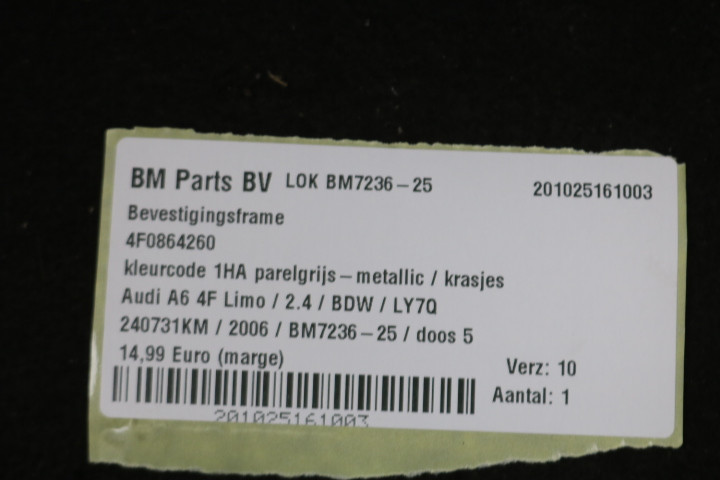 BM Parts BV LOK BM7236-25 201025161003
Bevestigingsframe
4F0864260
kleurcode 1HA parelgrijs-metallic / krasjes
Audi A6 4F Limo / 2.4 / BDW / LY7Q
240731KM / 2006 / BM7236-25 / doos 5
14,99 Euro (marge) Verz: 10
Aantal: 1
201025161003